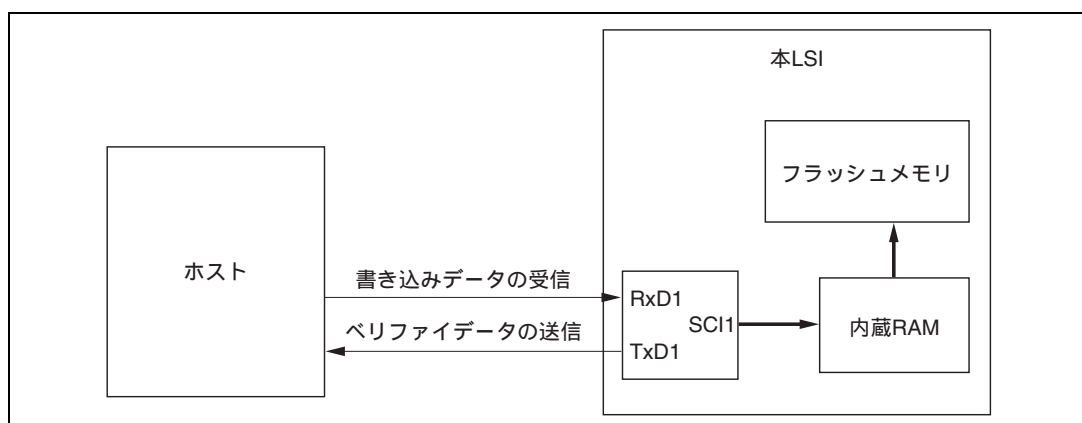 本LSI
フラッシュメモリ
ホスト
書き込みデータの受信
ベリファイデータの送信
RxD1
SCI1
TxD1
内蔵RAM